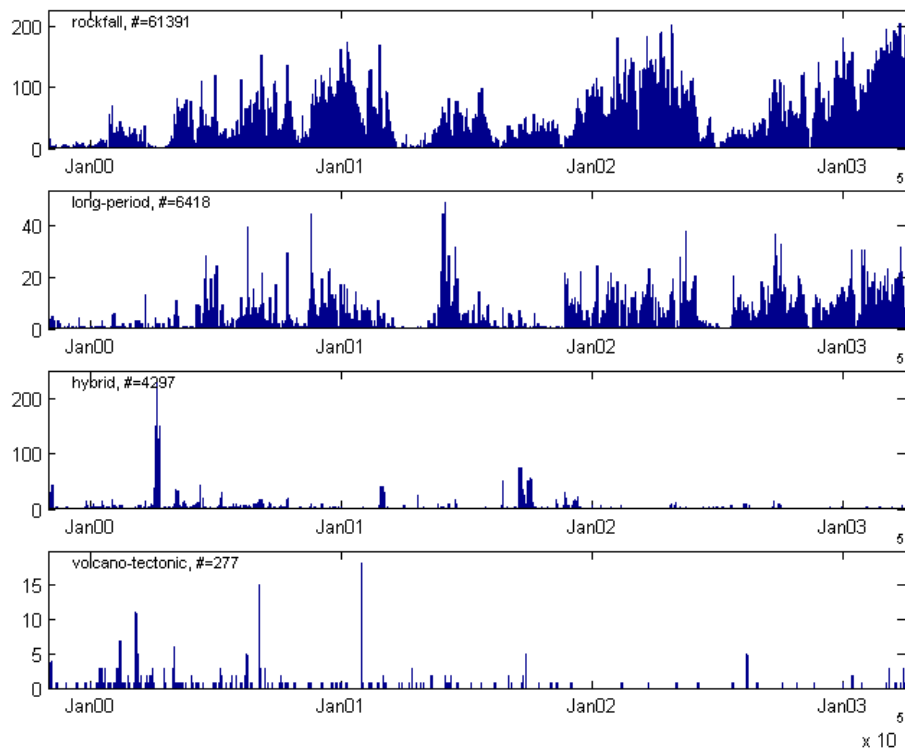 rockfall, #=61391
200
100
0
Jan00 Jan01 Jan02 Jan03
5
long-period, #=6418
40
20
0
Jan00 Jan01 Jan02 Jan03
5
hybrid, #=4297
200
100
0
Jan00 Jan01 Jan02 Jan03
5
volcano-tectonic, #=277
15
10
5
0
Jan00 Jan01 Jan02 Jan03
5
x 10